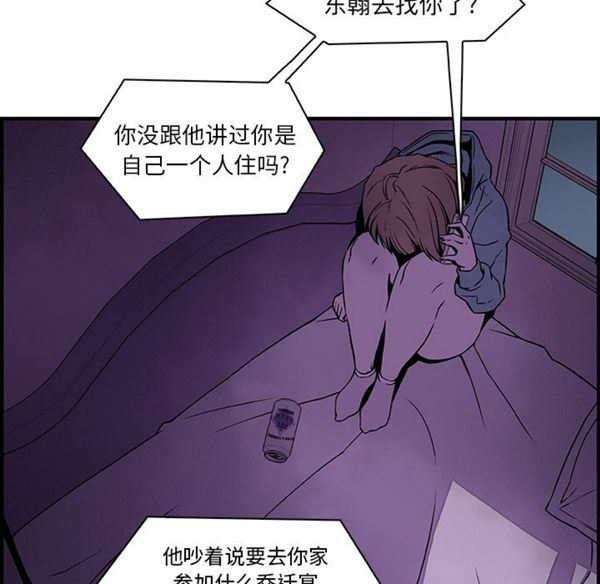 东翰去找你了?
你没跟他讲过你是
自己一个人住吗?
他吵着说要去你家
参加什么乔迁宴